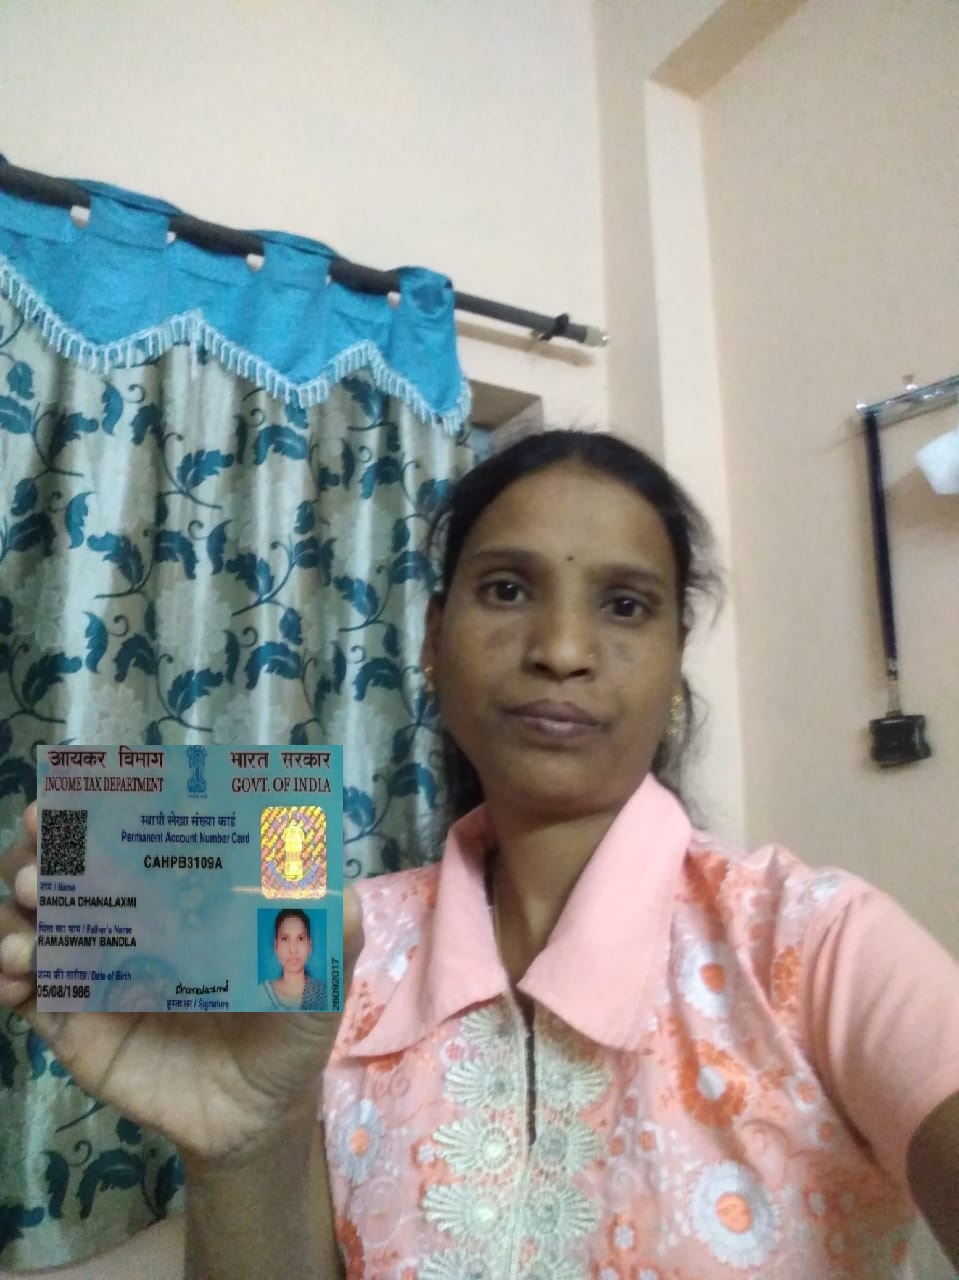 आयकर विभाग
INCOME TAX DEPARTMENT
भारत सरकार
GOVT. OF INDIA
स्थायी लेखा संख्या कार्ड
Permanent Account Number Card
CAHPB3109A
नाम / Name
BANDLA DHANALAXMI
पिता का नाम / Father's Name
RAMASWAMY BANDLA
जन्म की तारीख / Date of Birth
05/08/1986
Dhanalaxmi
हस्ताक्षर / Signature
28092017